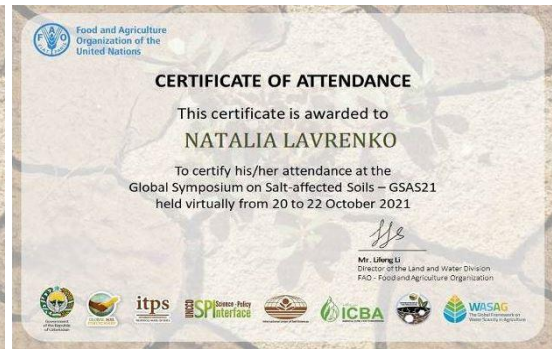 Food and Agriculture
Organization of the
United Nations
CERTIFICATE OF ATTENDANCE
This certificate is awarded to
NATALIA LAVRENKO
To certify his/her attendance at the
Global Symposium on Salt-affected Soils – GSAS21
held virtually from 20 to 22 October 2021
Mr. Lifeng Li
Director of the Land and Water Division
FAO - Food and Agriculture Organization
itps
UNCCD SPI Science - Policy
Interface
ICBA
WASAG
The Global Framework on
Water Scarcity in Agriculture